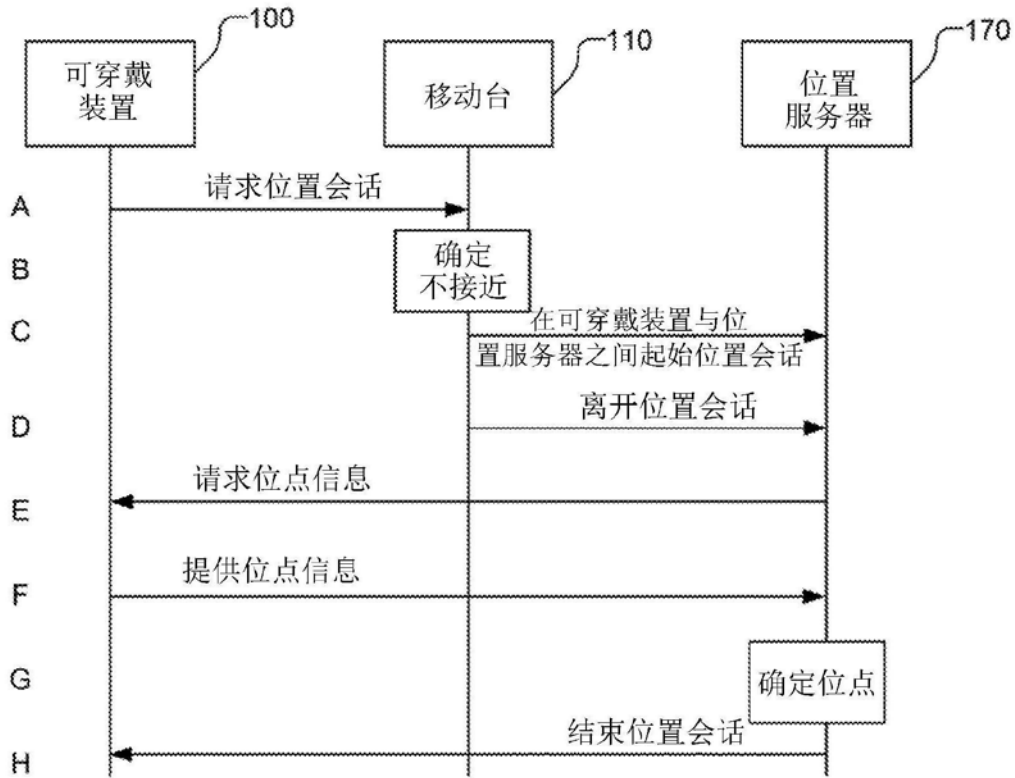 100
110
170
可穿戴
装置
移动台
位置
服务器
A
请求位置会话
B
确定
不接近
C
在可穿戴装置与位
置服务器之间起始位置会话
D
离开位置会话
E
请求位点信息
F
提供位点信息
G
确定位点
H
结束位置会话